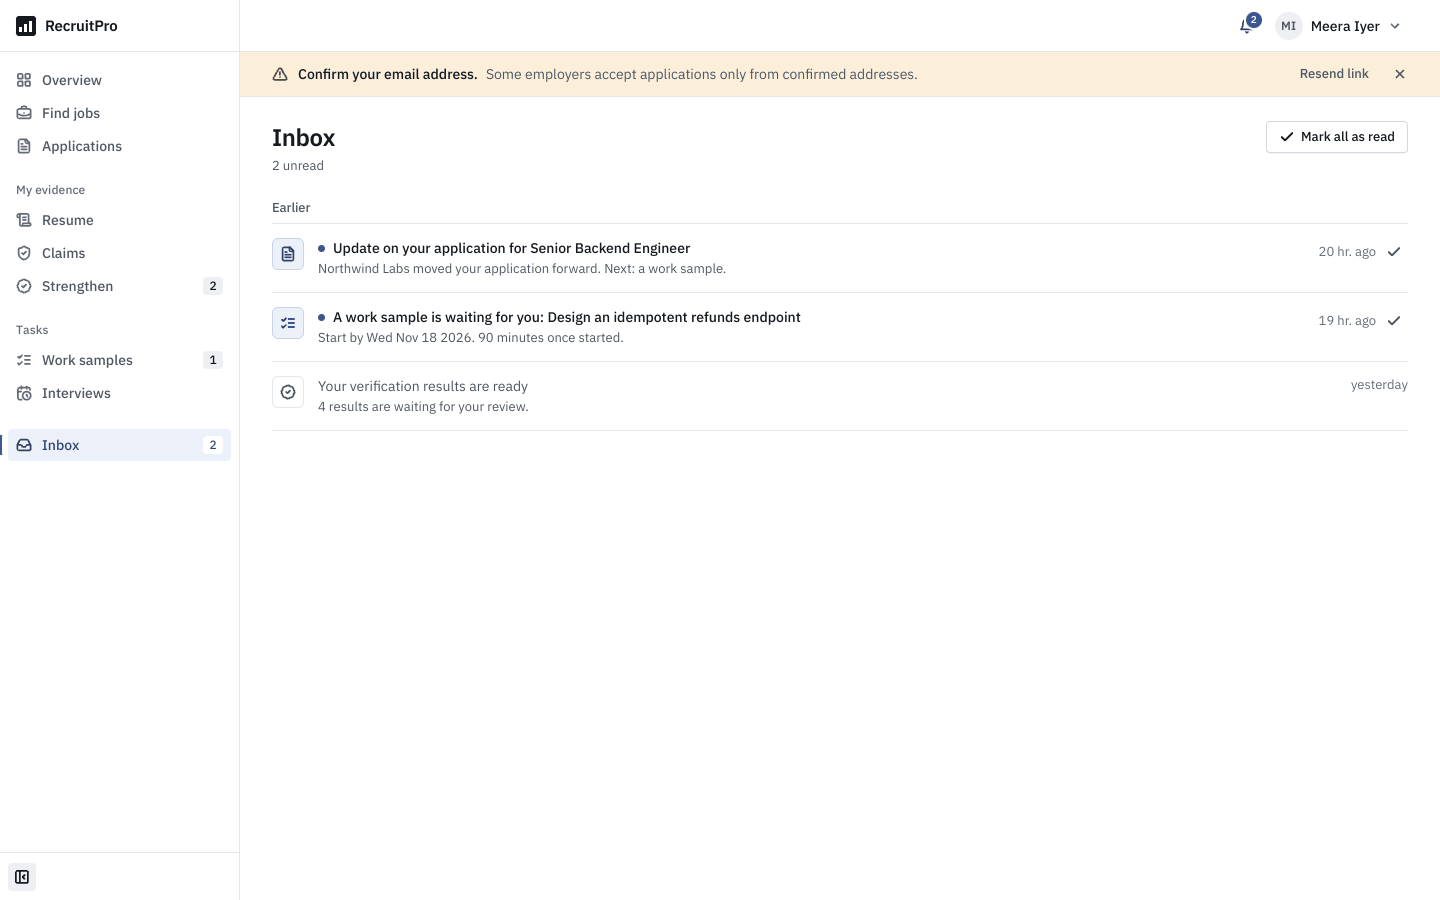 RecruitPro
2
MI
Meera Iyer
Overview
Find jobs
Applications
My evidence
Resume
Claims
Strengthen 2
Tasks
Work samples 1
Interviews
Inbox 2
Confirm your email address. Some employers accept applications only from confirmed addresses.
Resend link
Inbox
Mark all as read
2 unread
Earlier
Update on your application for Senior Backend Engineer
20 hr. ago
Northwind Labs moved your application forward. Next: a work sample.
A work sample is waiting for you: Design an idempotent refunds endpoint
19 hr. ago
Start by Wed Nov 18 2026. 90 minutes once started.
Your verification results are ready
yesterday
4 results are waiting for your review.